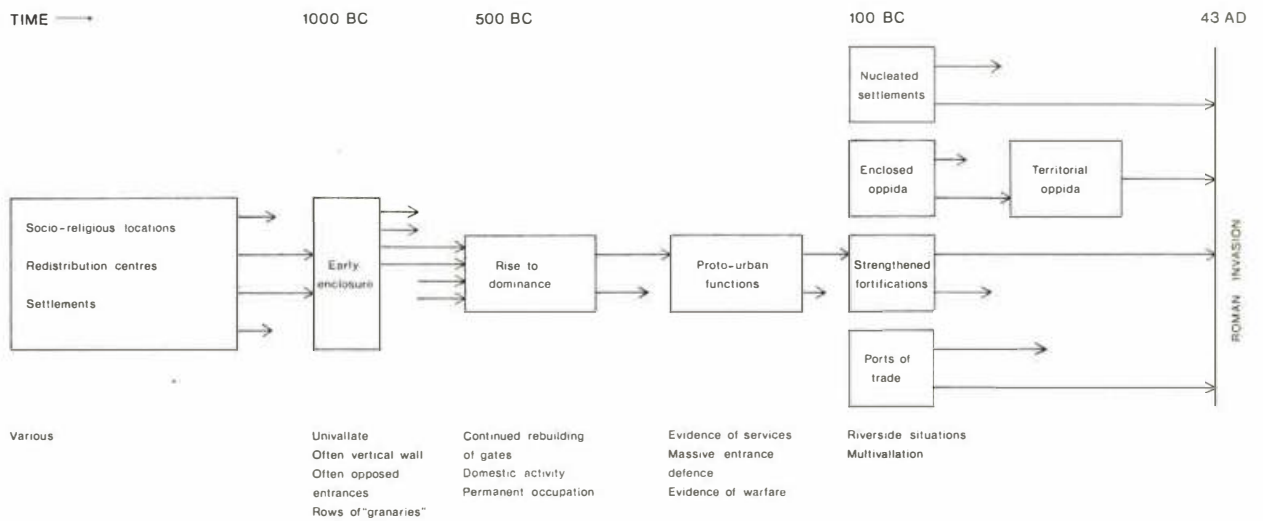 TIME
1000 BC
500 BC
100 BC
43 AD
Nucleated
settlements
Enclosed
oppida
Territorial
oppida
Socio-religious locations
Redistribution centres
Settlements
Early
enclosure
Rise to
dominance
Proto-urban
functions
Strengthened
fortifications
Ports of
trade
ROMAN INVASION
Various
Univallate
Often vertical wall
Often opposed
entrances
Rows of "granaries"
Continued rebuilding
of gates
Domestic activity
Permanent occupation
Evidence of services
Massive entrance
defence
Evidence of warfare
Riverside situations
Multivallation